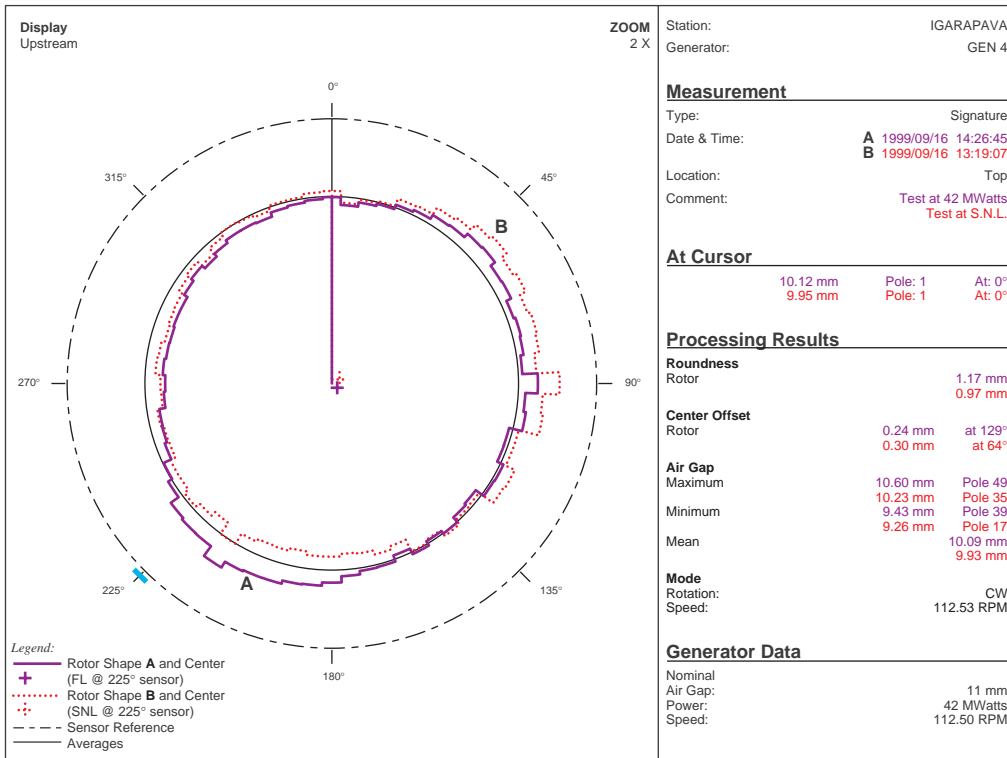 Display
Upstream
ZOOM
2 X
0°
45°
90°
135°
180°
225°
270°
315°
B
A
Legend:
Rotor Shape A and Center
(FL @ 225° sensor)
Rotor Shape B and Center
(SNL @ 225° sensor)
Sensor Reference
Averages
Station: IGARAPAVA
Generator: GEN 4
Measurement
Type: Signature
Date & Time: A 1999/09/16 14:26:45
B 1999/09/16 13:19:07
Location: Top
Comment: Test at 42 MWatts
Test at S.N.L.
At Cursor
10.12 mm Pole: 1 At: 0°
9.95 mm Pole: 1 At: 0°
Processing Results
Roundness
Rotor 1.17 mm
0.97 mm
Center Offset
Rotor 0.24 mm at 129°
0.30 mm at 64°
Air Gap
Maximum 10.60 mm Pole 49
10.23 mm Pole 35
Minimum 9.43 mm Pole 39
9.26 mm Pole 17
Mean 10.09 mm
9.93 mm
Mode
Rotation: CW
Speed: 112.53 RPM
Generator Data
Nominal
Air Gap: 11 mm
Power: 42 MWatts
Speed: 112.50 RPM